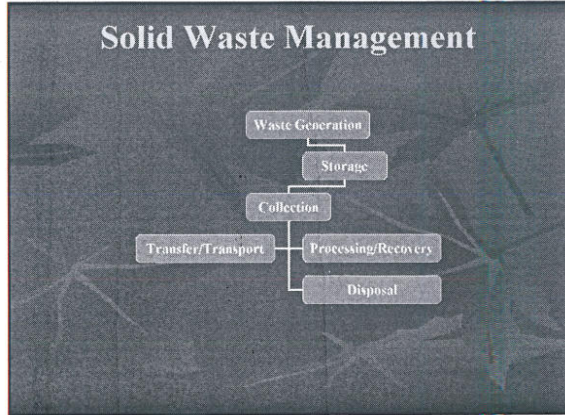 Solid Waste Management
Waste Generation
Storage
Collection
Transfer/Transport
Processing/Recovery
Disposal